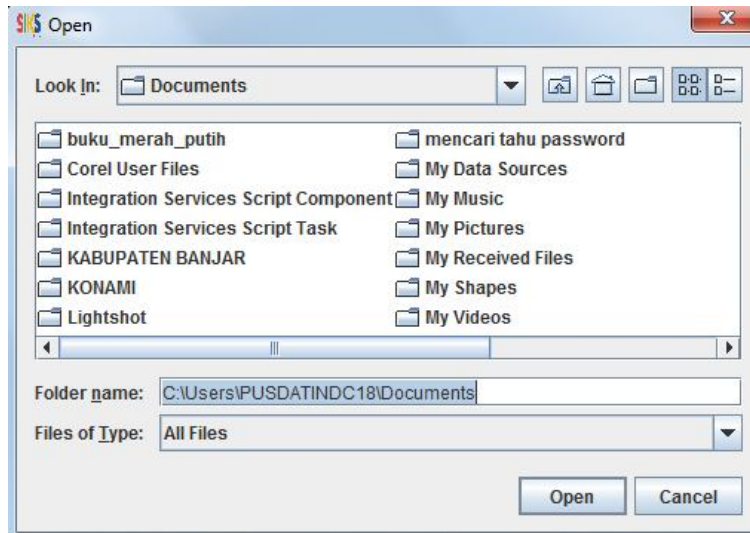 SIKS Open
Look In: Documents
buku_merah_putih
Corel User Files
Integration Services Script Component
Integration Services Script Task
KABUPATEN BANJAR
KONAMI
Lightshot
mencari tahu password
My Data Sources
My Music
My Pictures
My Received Files
My Shapes
My Videos
Folder name: C:\Users\PUSDATINDC18\Documents
Files of Type: All Files
Open Cancel